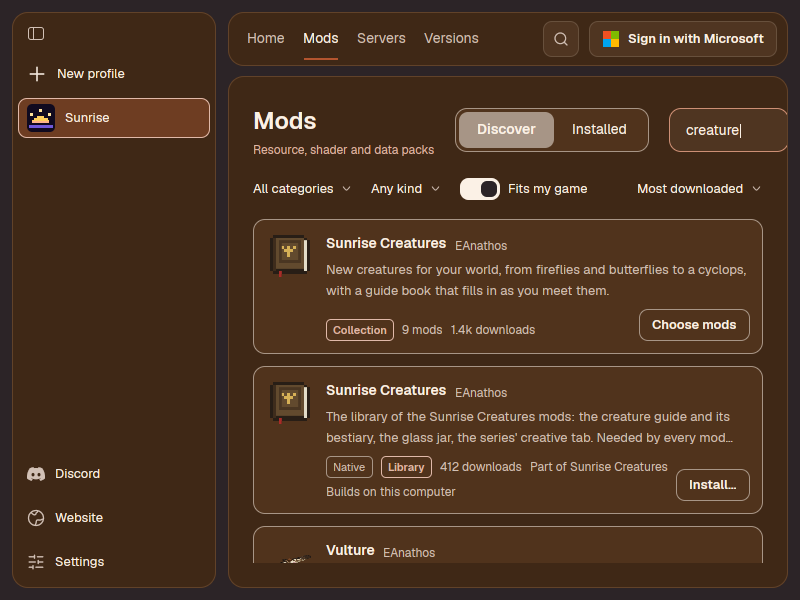 New profile
Sunrise
Discord
Website
Settings
Home Mods Servers Versions
Sign in with Microsoft
Mods
Resource, shader and data packs
Discover Installed
creature
All categories Any kind Fits my game Most downloaded
Sunrise Creatures EAnathos
New creatures for your world, from fireflies and butterflies to a cyclops,
with a guide book that fills in as you meet them.
Collection 9 mods 1.4k downloads
Choose mods
Sunrise Creatures EAnathos
The library of the Sunrise Creatures mods: the creature guide and its
bestiary, the glass jar, the series' creative tab. Needed by every mod…
Native Library 412 downloads Part of Sunrise Creatures
Builds on this computer
Install…
Vulture EAnathos